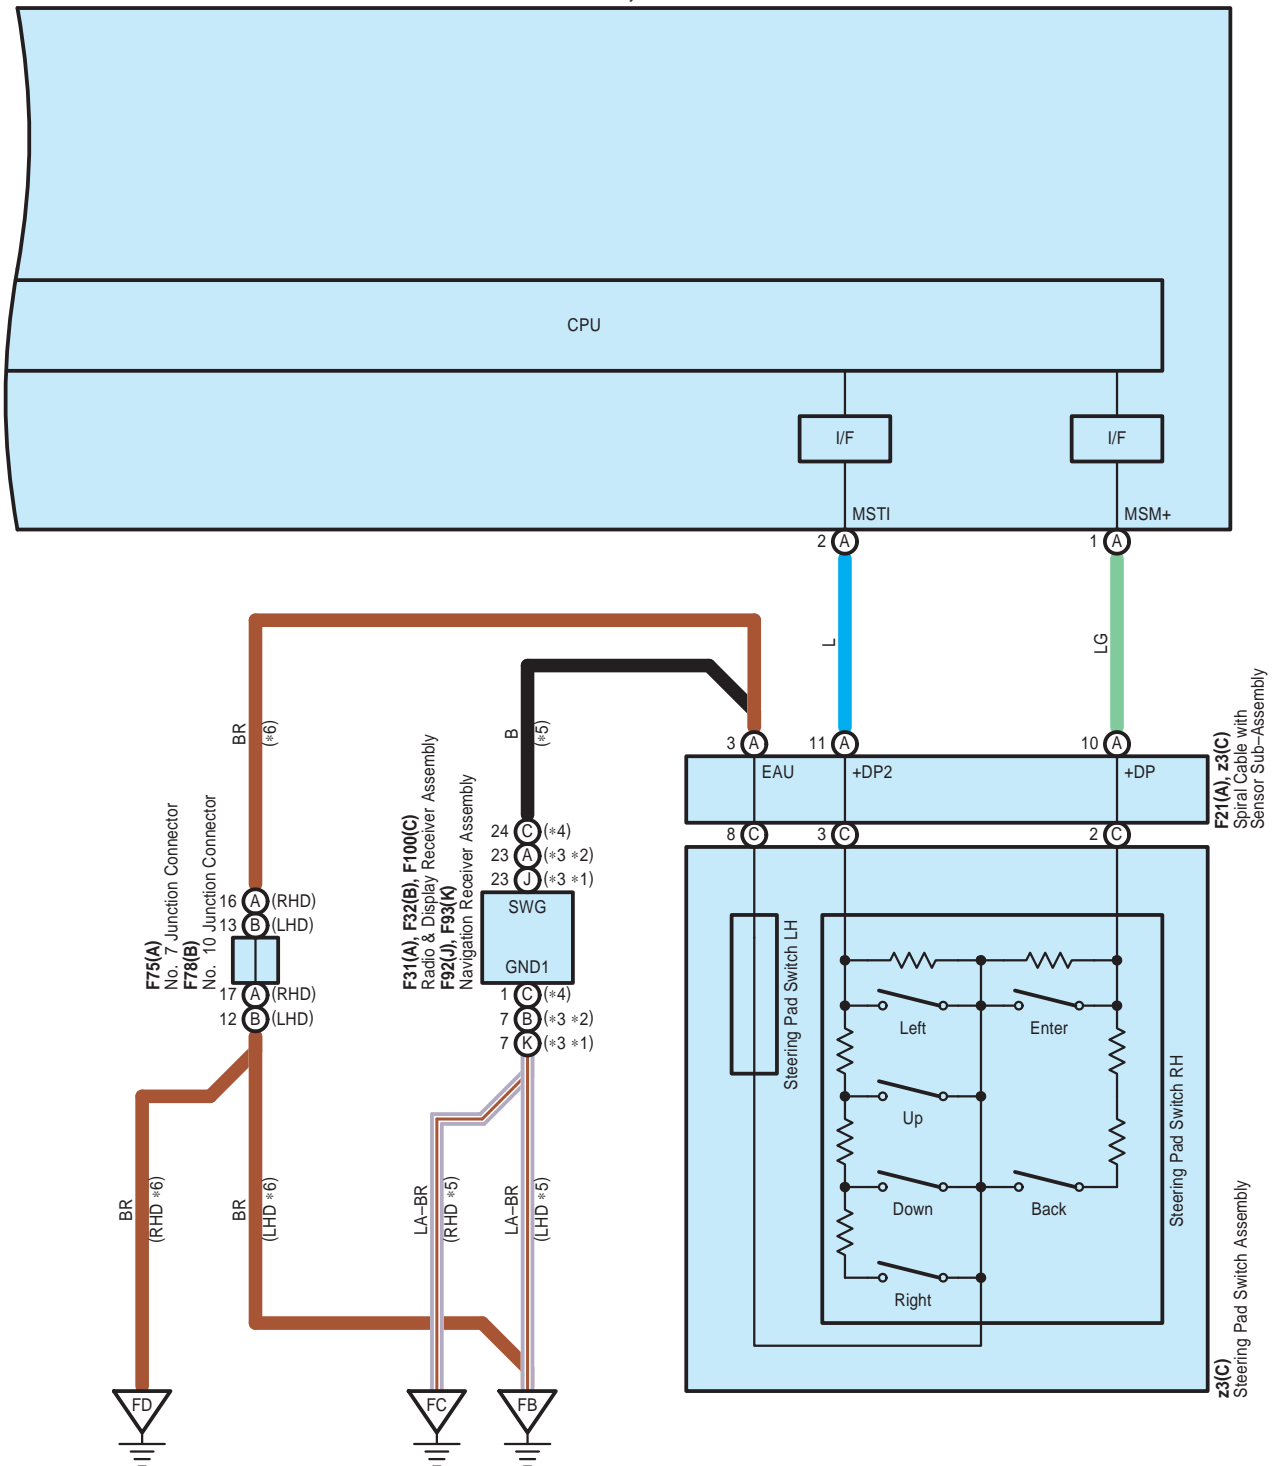 CPU
I/F
I/F
MSTI
MSM+
2 A
1 A
L
LG
BR
(*6)
B
(*5)
3 A
11 A
10 A
EAU
+DP2
+DP
F21(A), z3(C)
Spiral Cable with
Sensor Sub-Assembly
8 C
3 C
2 C
F75(A)
No. 7 Junction Connector
F78(B)
No. 10 Junction Connector
16 A (RHD)
13 B (LHD)
17 A (RHD)
12 B (LHD)
F31(A), F32(B), F100(C)
Radio & Display Receiver Assembly
F92(J), F93(K)
Navigation Receiver Assembly
24 C (*4)
23 A (*3 *2)
23 J (*3 *1)
SWG
GND1
1 C (*4)
7 B (*3 *2)
7 K (*3 *1)
Steering Pad Switch LH
Left
Enter
Up
Down
Back
Right
Steering Pad Switch RH
z3(C)
Steering Pad Switch Assembly
BR
(RHD *6)
BR
(LHD *6)
LA-BR
(RHD *5)
LA-BR
(LHD *5)
FD
FC
FB